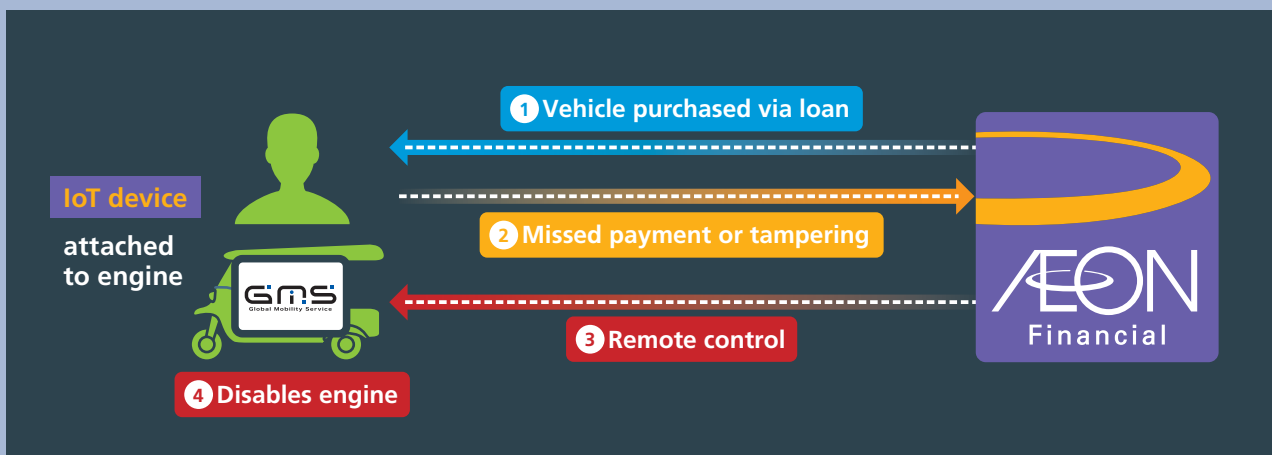 1 Vehicle purchased via loan
IoT device
attached
to engine
2 Missed payment or tampering
GMS
Global Mobility Service
ÆON
Financial
3 Remote control
4 Disables engine